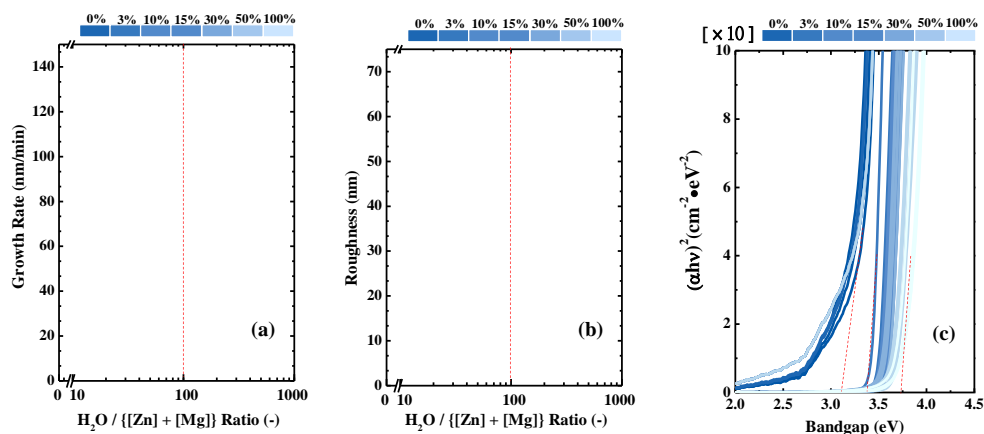 0% 3% 10% 15% 30% 50% 100%
140
120
100
80
60
40
20
0
0 10 100 1000
Growth Rate (nm/min)
H₂O / {[Zn] + [Mg]} Ratio (-)
(a)
0% 3% 10% 15% 30% 50% 100%
70
60
50
40
30
20
10
0
0 10 100 1000
Roughness (nm)
H₂O / {[Zn] + [Mg]} Ratio (-)
(b)
[×10]
0% 3% 10% 15% 30% 50% 100%
10
8
6
4
2
0
2.0 2.5 3.0 3.5 4.0 4.5
(αhν)² (cm⁻²•eV⁻²)
Bandgap (eV)
(c)